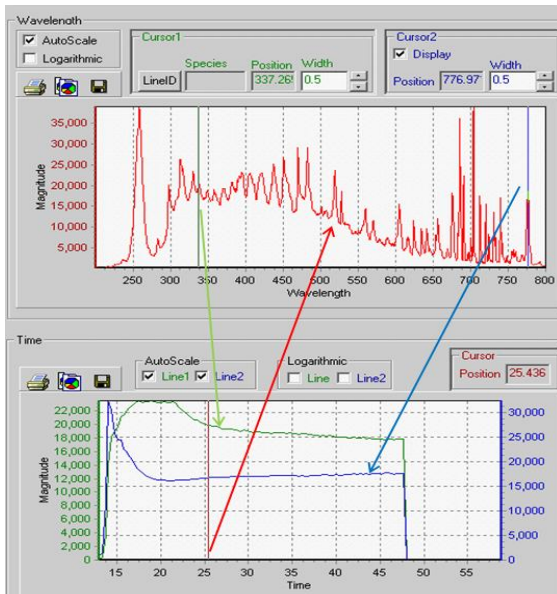 Wavelength
AutoScale
Logarithmic
Cursor1
Species Position Width
LineID 337.26 0.5
Cursor2
Display
Width
Position 776.97 0.5
35,000
30,000
25,000
20,000
15,000
10,000
5,000
Magnitude
250 300 350 400 450 500 550 600 650 700 750 800
Wavelength
Time
AutoScale
Line1 Line2
Logarithmic
Line Line2
Cursor
Position 25.436
22,000
20,000
18,000
16,000
14,000
12,000
10,000
8,000
6,000
4,000
2,000
0
Magnitude
30,000
25,000
20,000
15,000
10,000
5,000
0
15 20 25 30 35 40 45 50 55
Time